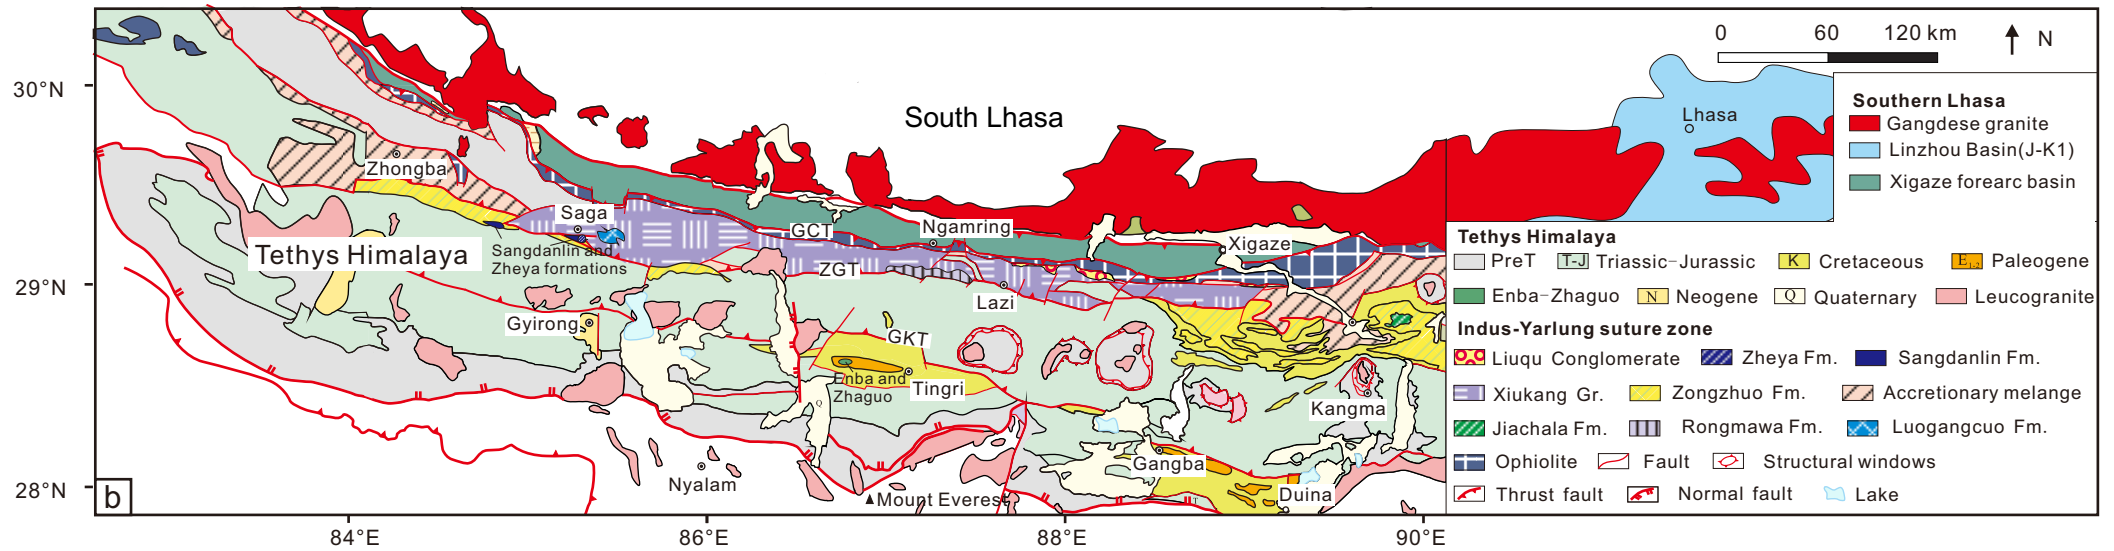 0 60 120 km
N
30°N
29°N
28°N
84°E
86°E
88°E
90°E
b
South Lhasa
Lhasa
Zhongba
Saga
Sangdanlin and
Zheya formations
Tethys Himalaya
GCT
Ngamring
Xigaze
ZGT
Lazi
Gyirong
GKT
Enba and
Zhaguo
Tingri
Q
Kangma
Gangba
Duina
Nyalam
Mount Everest
Southern Lhasa
Gangdese granite
Linzhou Basin(J-K1)
Xigaze forearc basin
Tethys Himalaya
PreT
T-J Triassic-Jurassic
K Cretaceous
E1-2 Paleogene
Enba-Zhaguo
N Neogene
Q Quaternary
Leucogranite
Indus-Yarlung suture zone
Liuqu Conglomerate
Zheya Fm.
Sangdanlin Fm.
Xiukang Gr.
Zongzhuo Fm.
Accretionary melange
Jiachala Fm.
Rongmawa Fm.
Luogangcuo Fm.
Ophiolite
Fault
Structural windows
Thrust fault
Normal fault
Lake